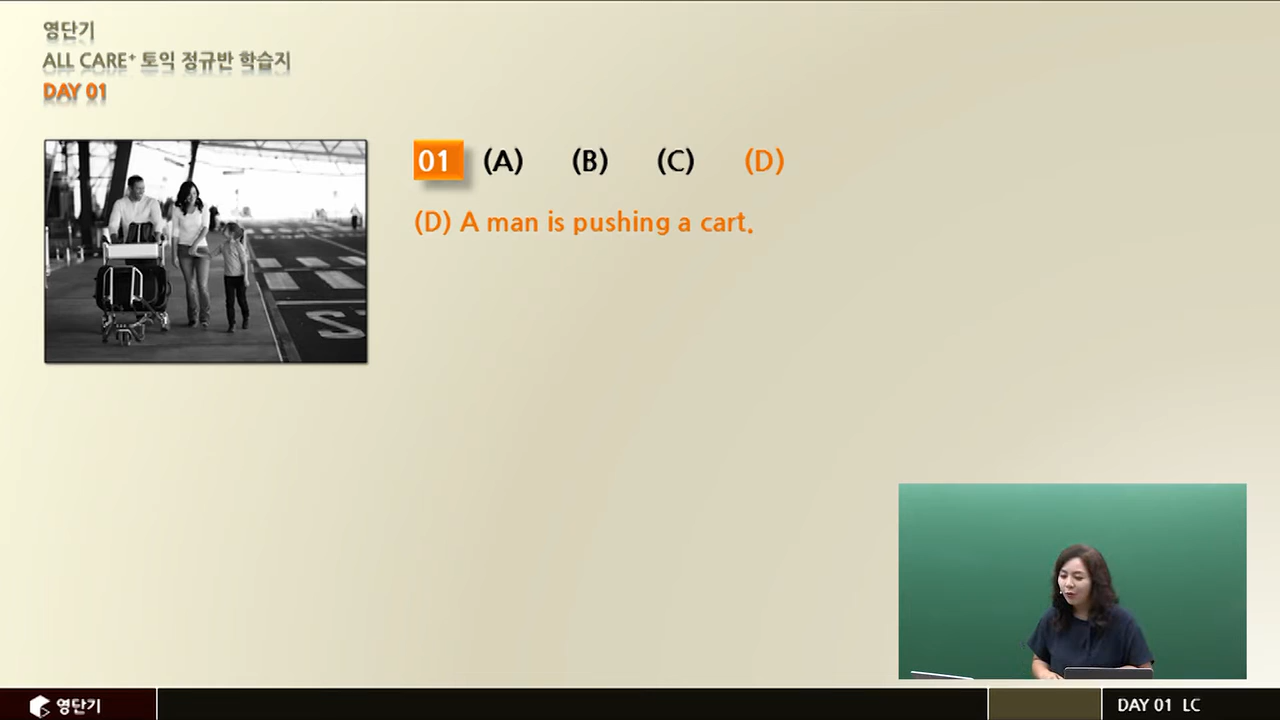 영단기
ALL CARE⁺ 토익 정규반 학습지
DAY 01
01 (A) (B) (C) (D)
(D) A man is pushing a cart.
영단기
DAY 01 LC